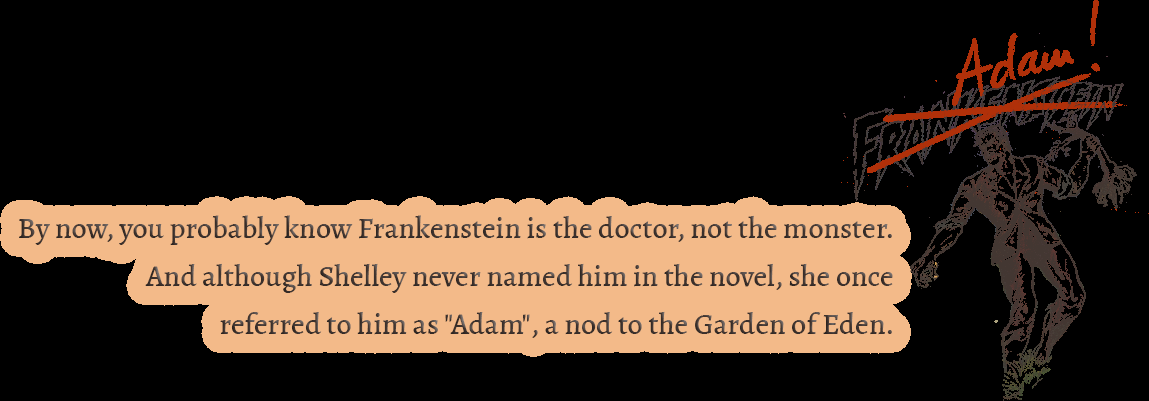 Adam!
FRANKENSTEIN
By now, you probably know Frankenstein is the doctor, not the monster.
And although Shelley never named him in the novel, she once
referred to him as "Adam", a nod to the Garden of Eden.